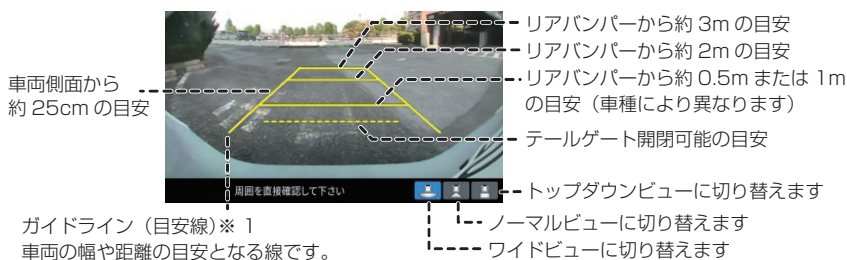 リアバンパーから約 3m の目安
リアバンパーから約 2m の目安
リアバンパーから約 0.5m または 1m
の目安（車種により異なります）
車両側面から
約 25cm の目安
テールゲート開閉可能の目安
周囲を直接確認して下さい
トップダウンビューに切り替えます
ノーマルビューに切り替えます
ワイドビューに切り替えます
ガイドライン（目安線）※ 1
車両の幅や距離の目安となる線です。